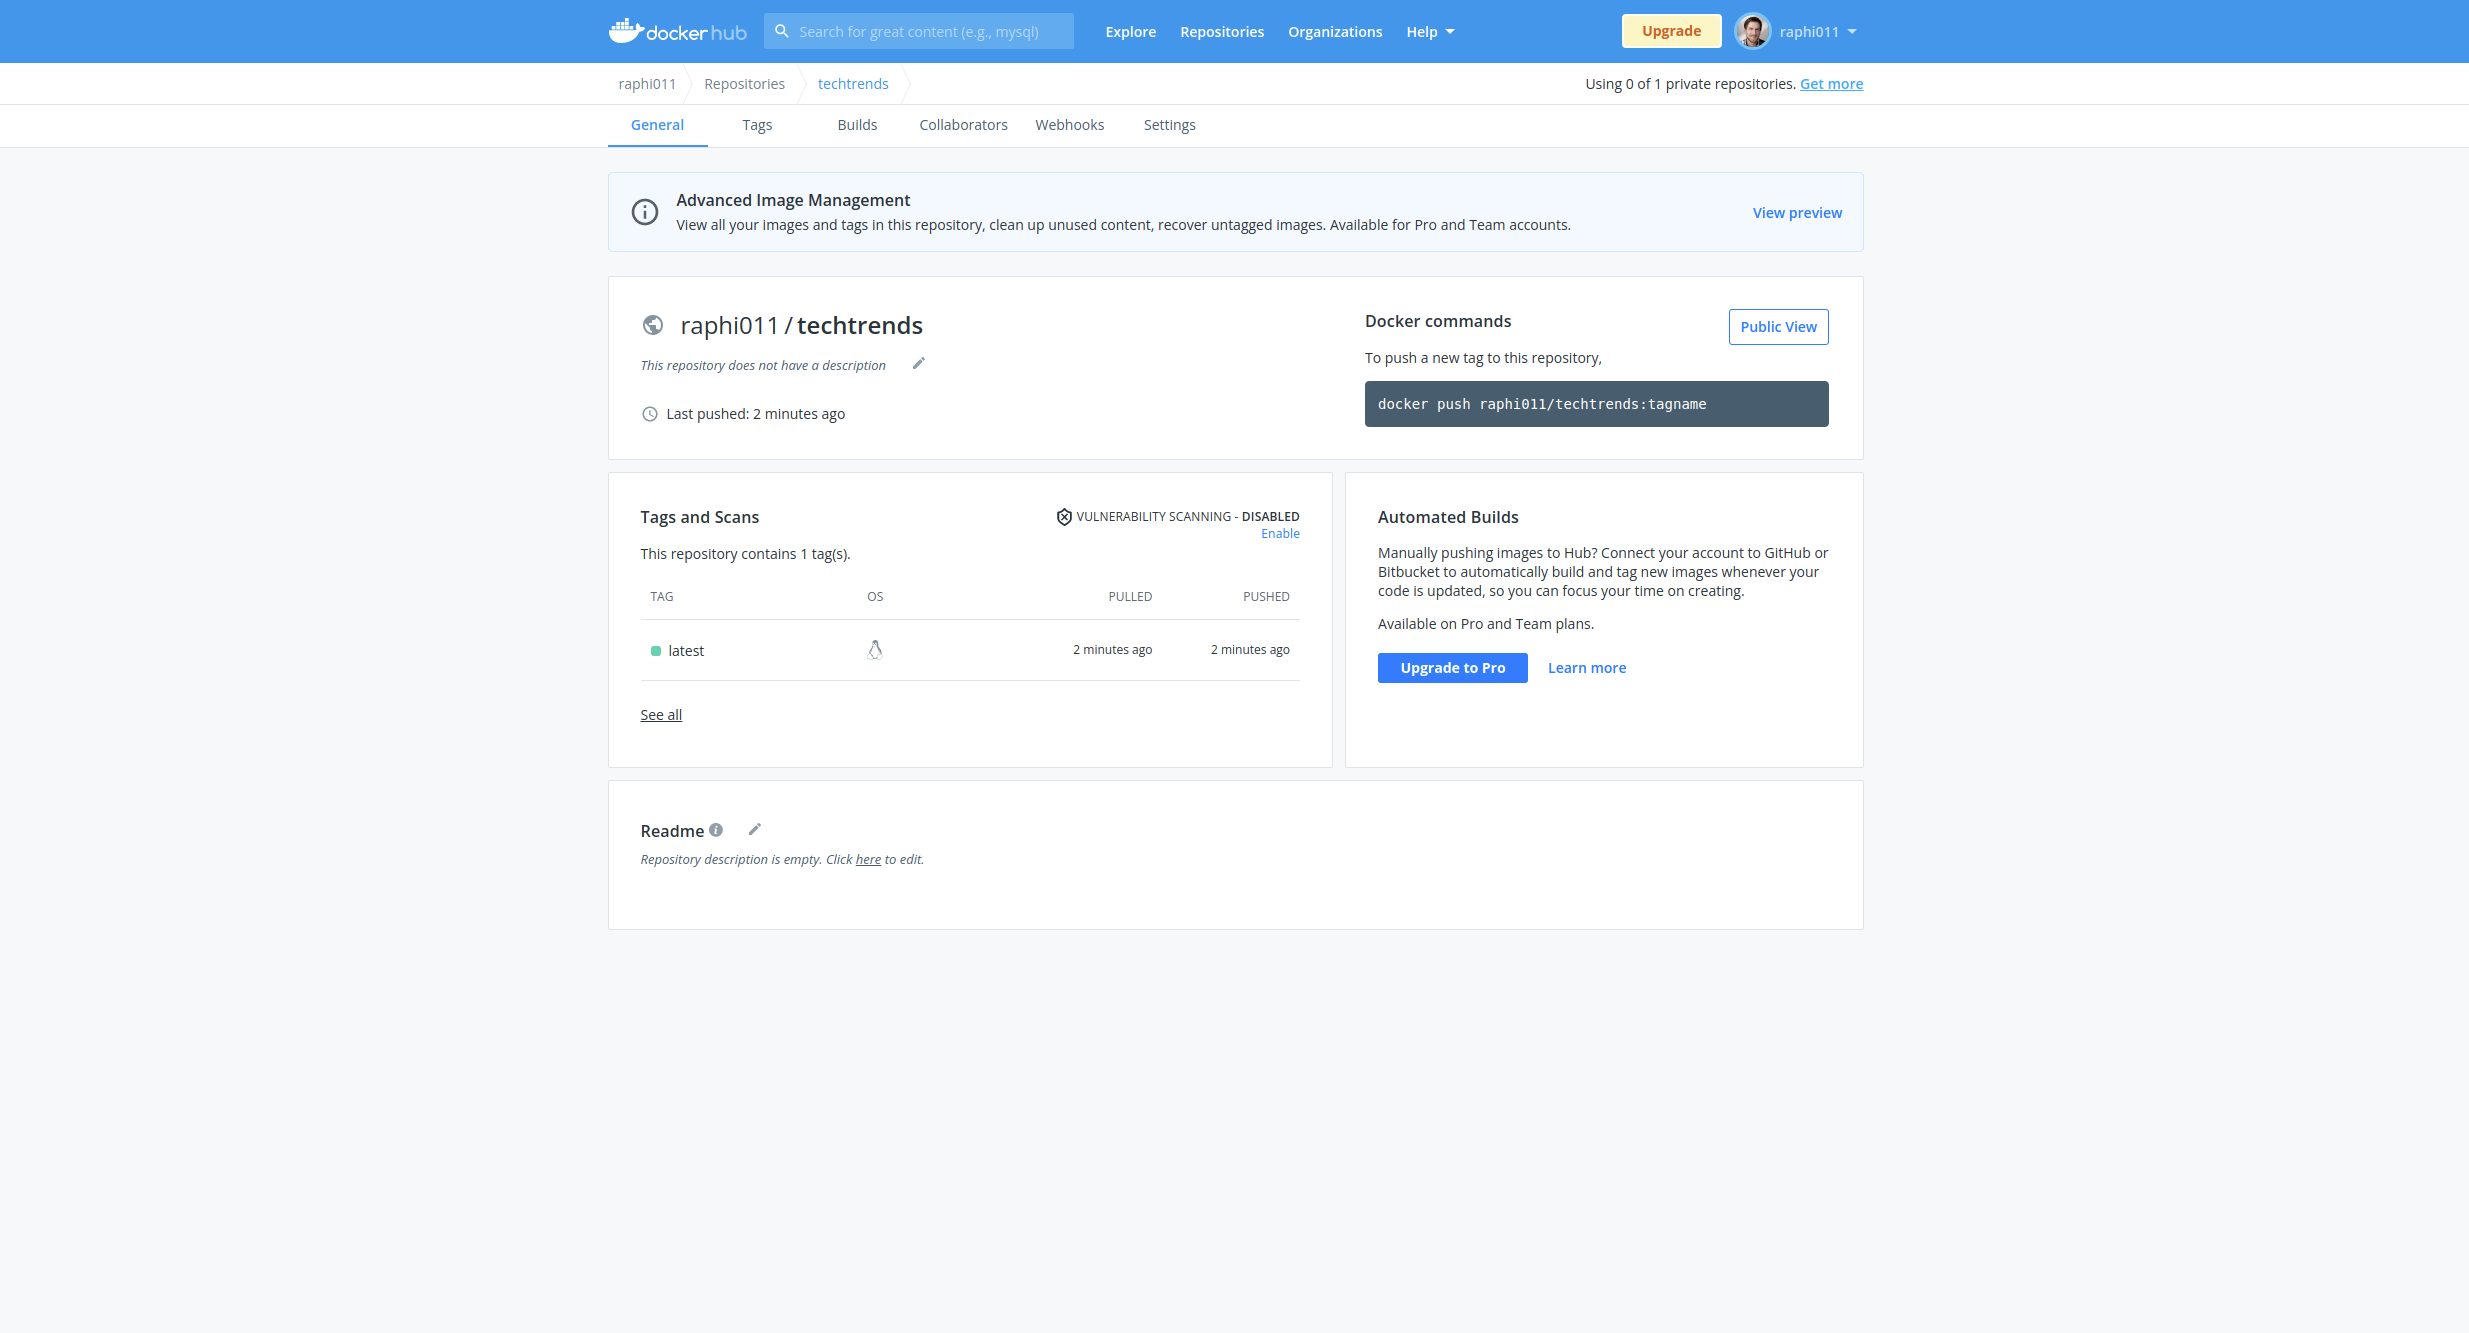 docker hub
Search for great content (e.g., mysql)
Explore
Repositories
Organizations
Help
Upgrade
raphi011
raphi011
Repositories
techtrends
Using 0 of 1 private repositories. Get more
General
Tags
Builds
Collaborators
Webhooks
Settings
Advanced Image Management
View all your images and tags in this repository, clean up unused content, recover untagged images. Available for Pro and Team accounts.
View preview
raphi011 / techtrends
This repository does not have a description
Last pushed: 2 minutes ago
Docker commands
Public View
To push a new tag to this repository,
docker push raphi011/techtrends:tagname
Tags and Scans
VULNERABILITY SCANNING - DISABLED
Enable
This repository contains 1 tag(s).
TAG
OS
PULLED
PUSHED
latest
2 minutes ago
2 minutes ago
See all
Automated Builds
Manually pushing images to Hub? Connect your account to GitHub or
Bitbucket to automatically build and tag new images whenever your
code is updated, so you can focus your time on creating.
Available on Pro and Team plans.
Upgrade to Pro
Learn more
Readme
Repository description is empty. Click here to edit.